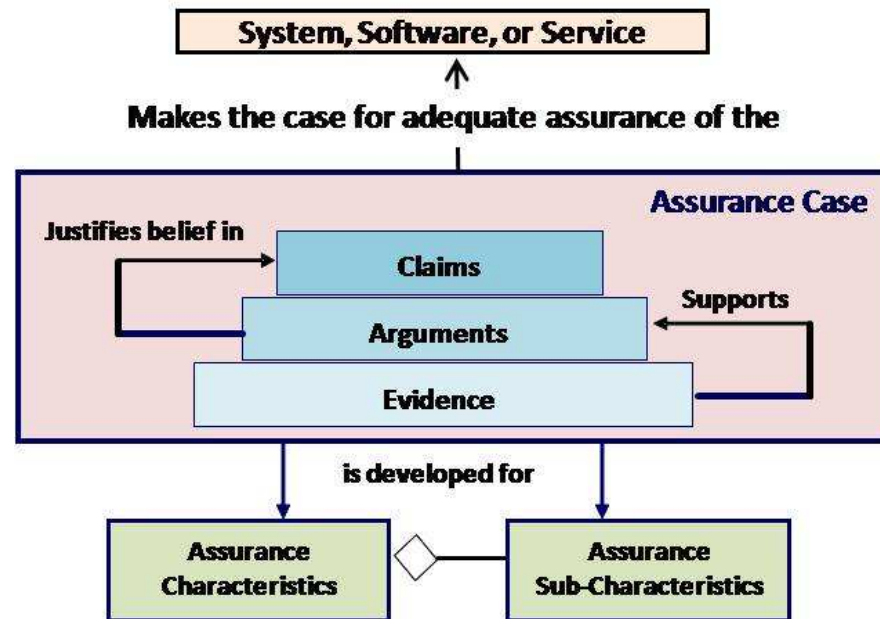 System, Software, or Service
Makes the case for adequate assurance of the
Assurance Case
Justifies belief in
Claims
Supports
Arguments
Evidence
is developed for
Assurance
Characteristics
Assurance
Sub-Characteristics